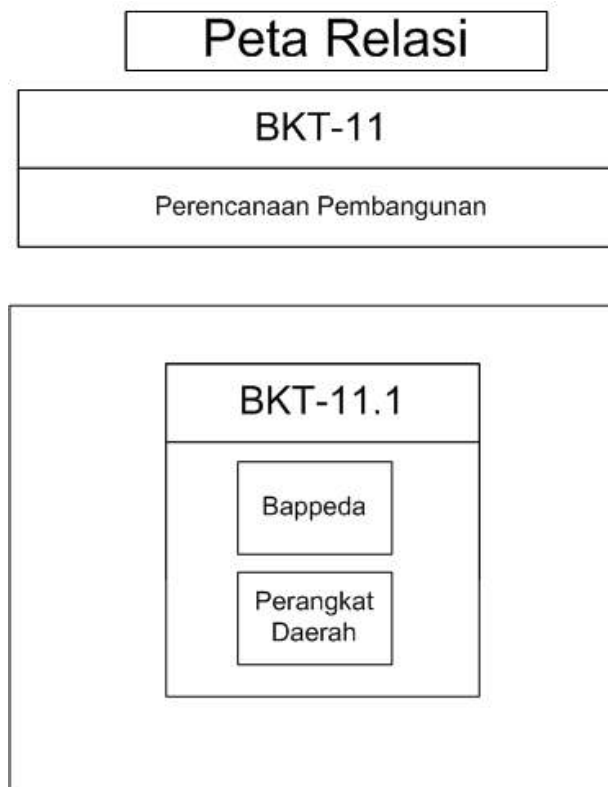 Peta Relasi
BKT-11
Perencanaan Pembangunan
BKT-11.1
Bappeda
Perangkat
Daerah